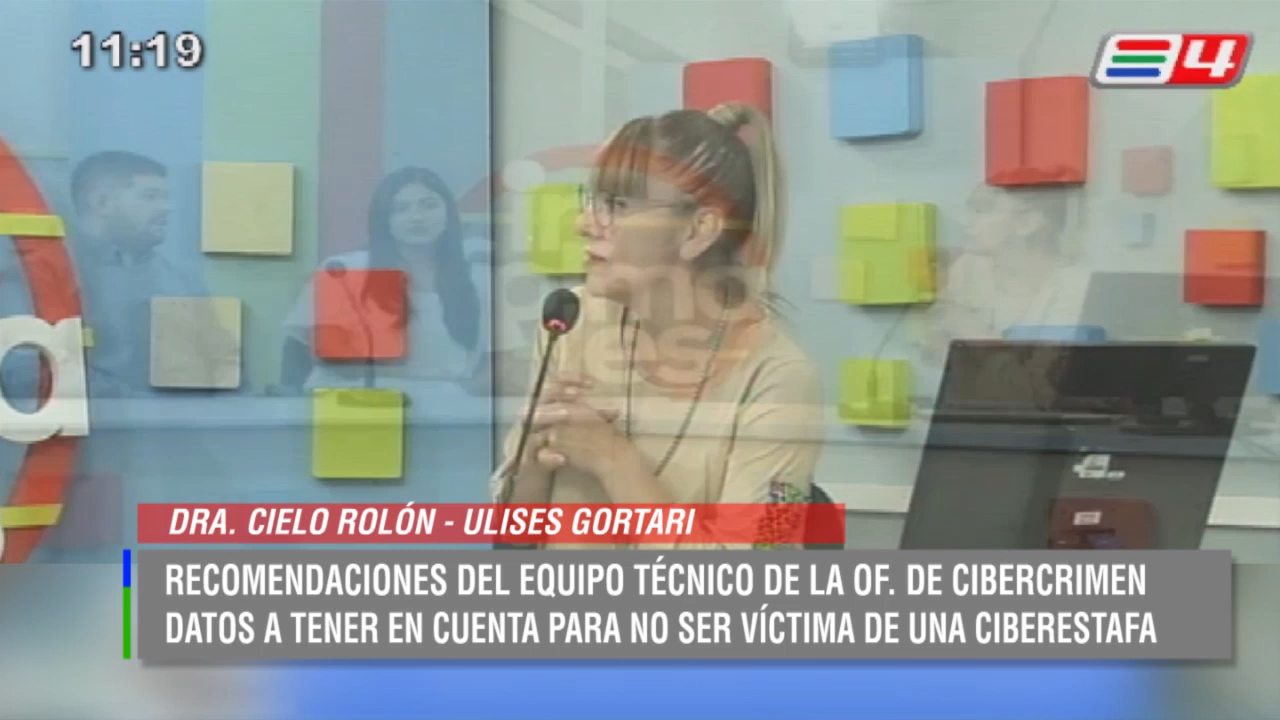 11:19
4
a
DRA. CIELO ROLÓN - ULISES GORTARI
RECOMENDACIONES DEL EQUIPO TÉCNICO DE LA OF. DE CIBERCRIMEN
DATOS A TENER EN CUENTA PARA NO SER VÍCTIMA DE UNA CIBERESTAFA